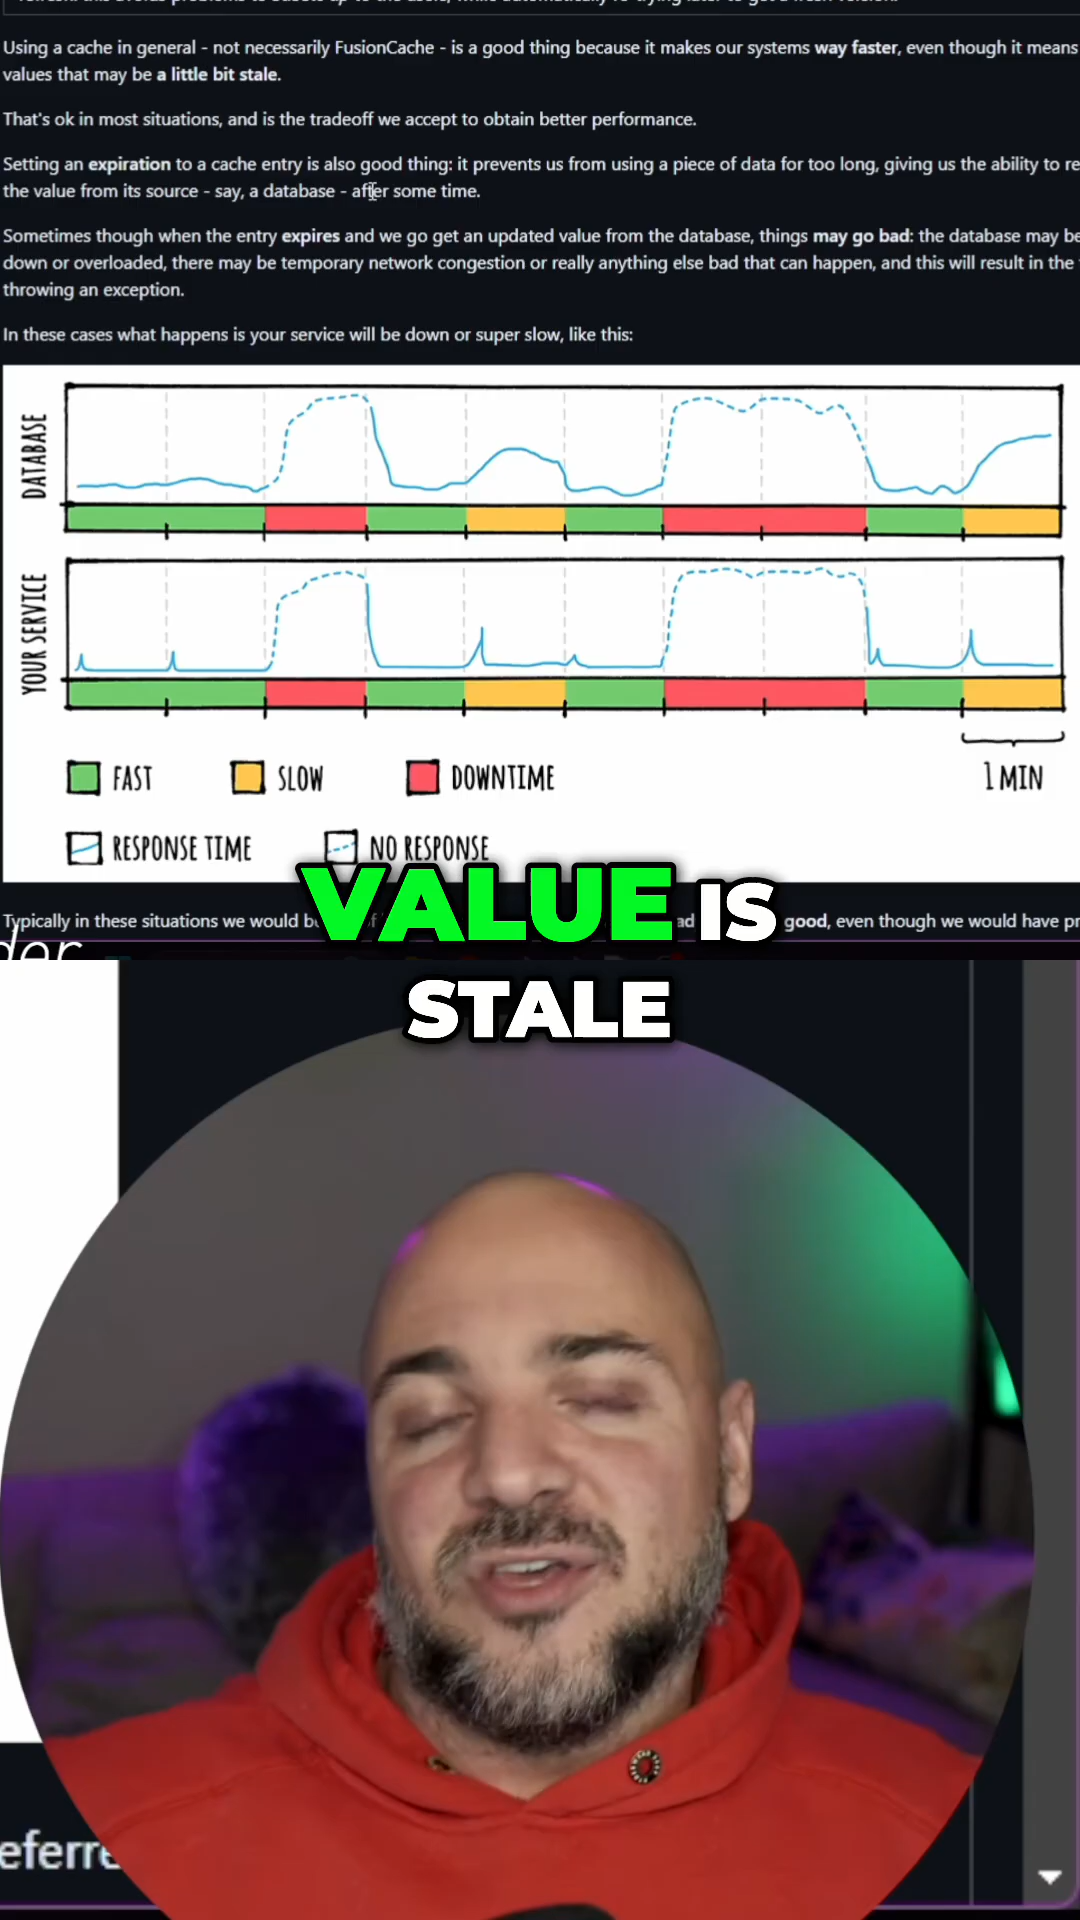 Using a cache in general - not necessarily FusionCache - is a good thing because it makes our systems way faster, even though it means
values that may be a little bit stale.
That's ok in most situations, and is the tradeoff we accept to obtain better performance.
Setting an expiration to a cache entry is also good thing: it prevents us from using a piece of data for too long, giving us the ability to re
the value from its source - say, a database - after some time.
Sometimes though when the entry expires and we go get an updated value from the database, things may go bad: the database may be
down or overloaded, there may be temporary network congestion or really anything else bad that can happen, and this will result in the
throwing an exception.
In these cases what happens is your service will be down or super slow, like this:
DATABASE
YOUR SERVICE
FAST SLOW DOWNTIME 1 MIN
RESPONSE TIME NO RESPONSE
VALUE IS
STALE
Typically in these situations we would good, even though we would have
eferre